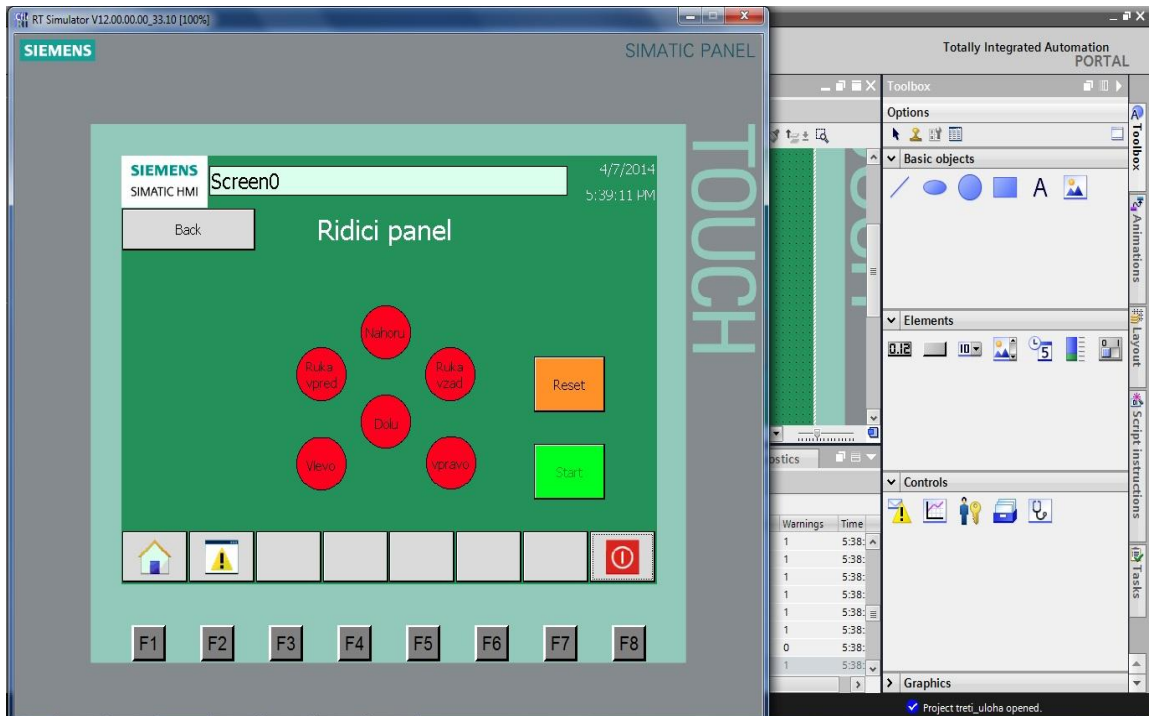 RT Simulator V12.00.00.00_33.10 [100%]
SIEMENS
SIMATIC PANEL
TOUCH
SIEMENS
SIMATIC HMI
Screen0
4/7/2014
5:39:11 PM
Back
Ridici panel
Nahoru
Ruka vpred
Ruka vzad
Dolu
Vlevo
vpravo
Reset
Start
F1 F2 F3 F4 F5 F6 F7 F8
Totally Integrated Automation
PORTAL
Toolbox
Options
Basic objects
A
Elements
0.12
10
5
Controls
Graphics
Toolbox
Animations
Layout
Script instructions
Tasks
ostics
Warnings Time
1 5:38:
1 5:38:
1 5:38:
1 5:38:
1 5:38:
1 5:38:
0 5:38:
1 5:38:
Project treti_uloha opened.